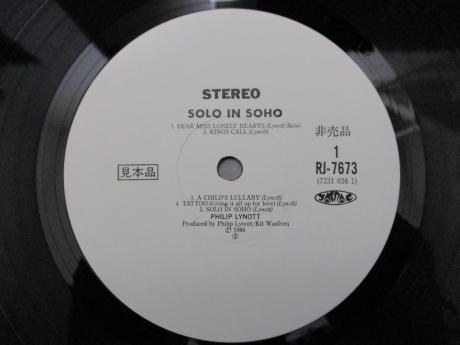 STEREO
SOLO IN SOHO
1. DEAR MISS LONELY HEARTS (Lynott/Bain)
2. KINGS CALL (Lynott)
非売品
1
RJ-7673
(7231 026 1)
見本品
3. A CHILD'S LULLABY (Lynott)
4. TATTOO (Giving it all up for love) (Lynott)
5. SOLO IN SOHO (Lynott)
PHILIP LYNOTT
Produced by Philip Lynott/Kit Woolven
Ⓟ 1980